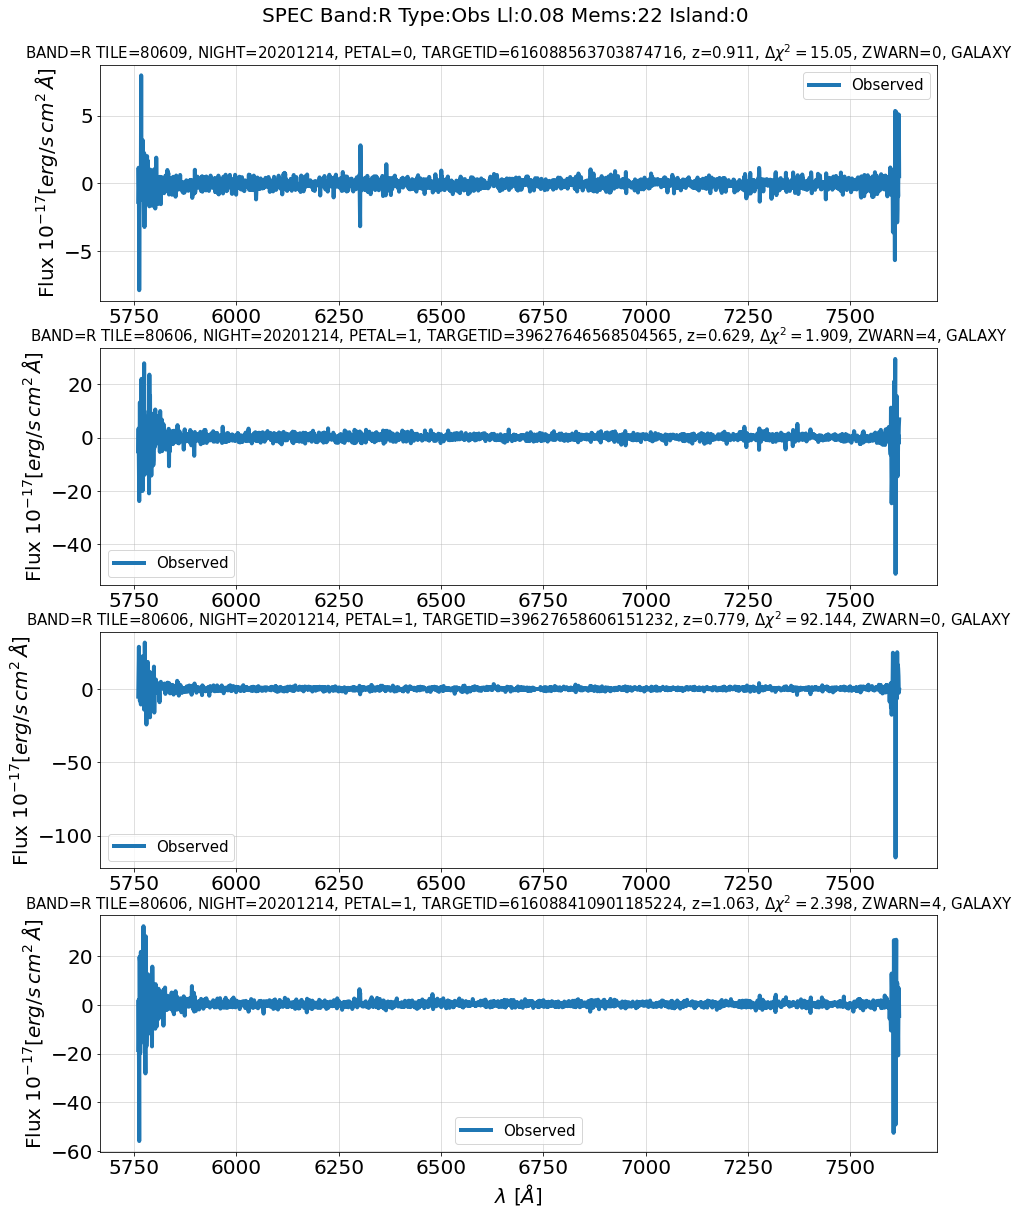 SPEC Band:R Type:Obs Ll:0.08 Mems:22 Island:0
BAND=R TILE=80609, NIGHT=20201214, PETAL=0, TARGETID=616088563703874716, z=0.911, Δχ² = 15.05, ZWARN=0, GALAXY
Flux 10⁻¹⁷[erg/s cm² Å]
5
0
−5
Observed
5750 6000 6250 6500 6750 7000 7250 7500
BAND=R TILE=80606, NIGHT=20201214, PETAL=1, TARGETID=39627646568504565, z=0.629, Δχ² = 1.909, ZWARN=4, GALAXY
Flux 10⁻¹⁷[erg/s cm² Å]
20
0
−20
−40
Observed
5750 6000 6250 6500 6750 7000 7250 7500
BAND=R TILE=80606, NIGHT=20201214, PETAL=1, TARGETID=39627658606151232, z=0.779, Δχ² = 92.144, ZWARN=0, GALAXY
Flux 10⁻¹⁷[erg/s cm² Å]
0
−50
−100
Observed
5750 6000 6250 6500 6750 7000 7250 7500
BAND=R TILE=80606, NIGHT=20201214, PETAL=1, TARGETID=616088410901185224, z=1.063, Δχ² = 2.398, ZWARN=4, GALAXY
Flux 10⁻¹⁷[erg/s cm² Å]
20
0
−20
−40
−60
Observed
5750 6000 6250 6500 6750 7000 7250 7500
λ [Å]